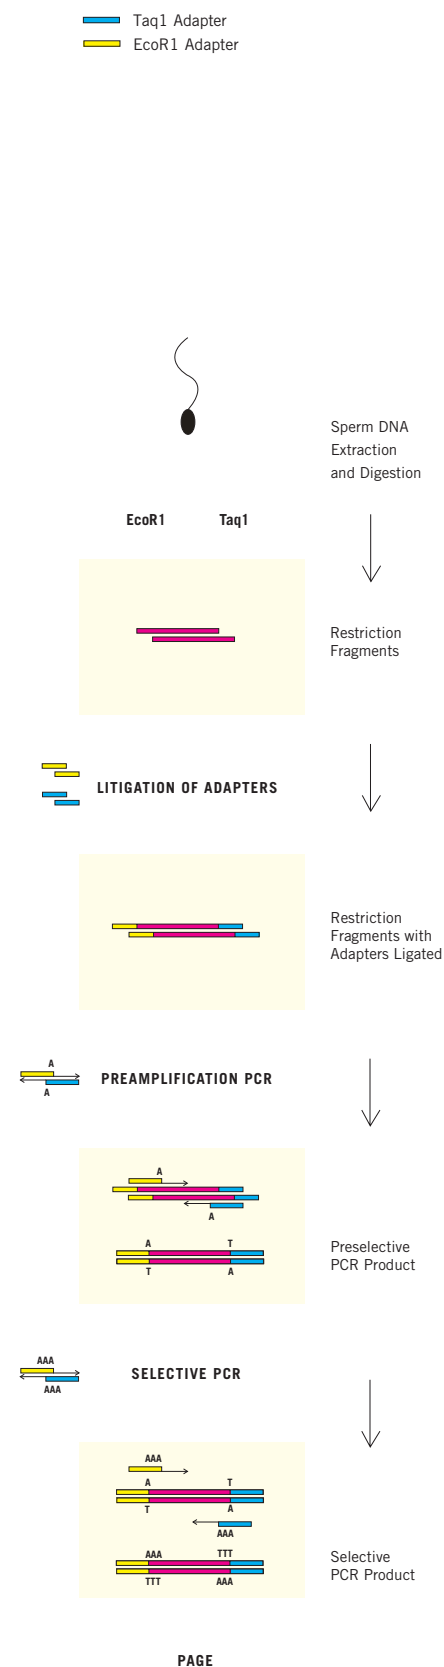 Taq1 Adapter
EcoR1 Adapter
Sperm DNA
Extraction
and Digestion
EcoR1 Taq1
Restriction
Fragments
LITIGATION OF ADAPTERS
Restriction
Fragments with
Adapters Ligated
A
PREAMPLIFICATION PCR
A
A
A
A T
T A
Preselective
PCR Product
AAA
SELECTIVE PCR
AAA
AAA
A T
T A
AAA
AAA TTT
TTT AAA
Selective
PCR Product
PAGE